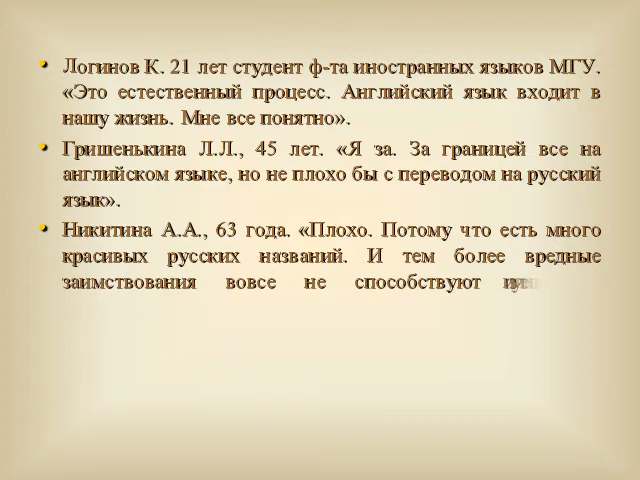 • Логинов К. 21 лет студент ф-та иностранных языков МГУ.
«Это естественный процесс. Английский язык входит в
нашу жизнь. Мне все понятно».
• Гришенькина Л.Л., 45 лет. «Я за. За границей все на
английском языке, но не плохо бы с переводом на русский
язык».
• Никитина А.А., 63 года. «Плохо. Потому что есть много
красивых русских названий. И тем более вредные
заимствования вовсе не способствуют